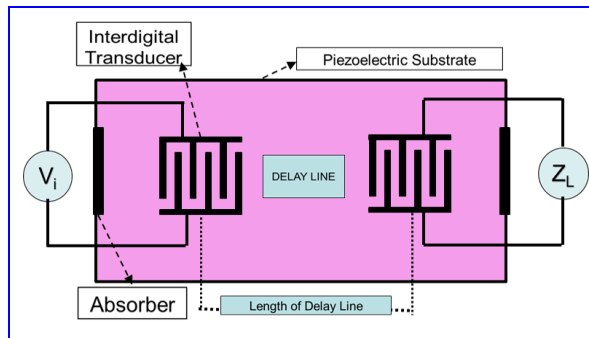 Interdigital
Transducer
Piezoelectric Substrate
Vi
DELAY LINE
ZL
Absorber
Length of Delay Line